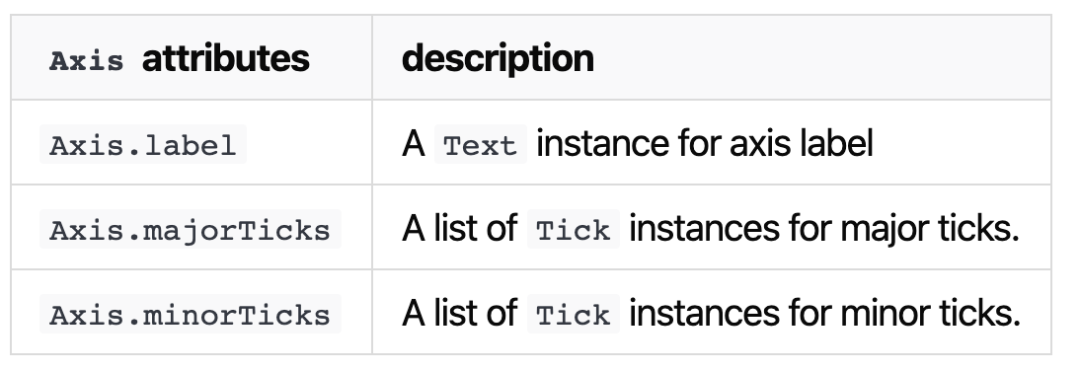 Axis attributes description
Axis.label A Text instance for axis label
Axis.majorTicks A list of Tick instances for major ticks.
Axis.minorTicks A list of Tick instances for minor ticks.